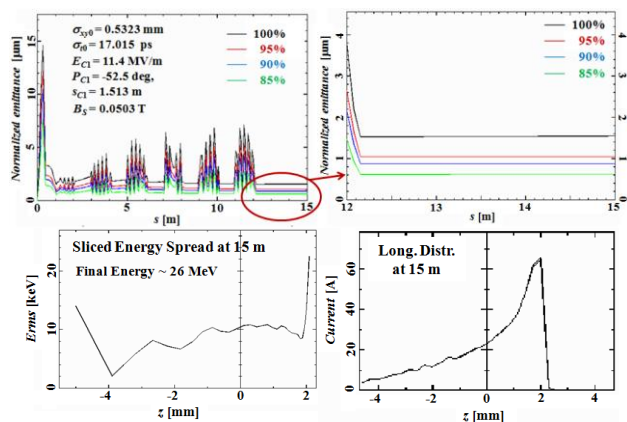 σxy0 = 0.5323 mm
σt0 = 17.015 ps
EC1 = 11.4 MV/m
PC1 = -52.5 deg,
sC1 = 1.513 m
BS = 0.0503 T
100%
95%
90%
85%
Normalized emittance [μm]
15
10
5
0
0
5
10
15
s [m]
100%
95%
90%
85%
Normalized emittance [μm]
4
3
2
1
0
12
13
14
15
s [m]
Sliced Energy Spread at 15 m
Final Energy ~ 26 MeV
Erms [keV]
20
10
0
-4
-2
0
2
z [mm]
Long. Distr.
at 15 m
Current [A]
60
40
20
0
-4
-2
0
2
4
z [mm]